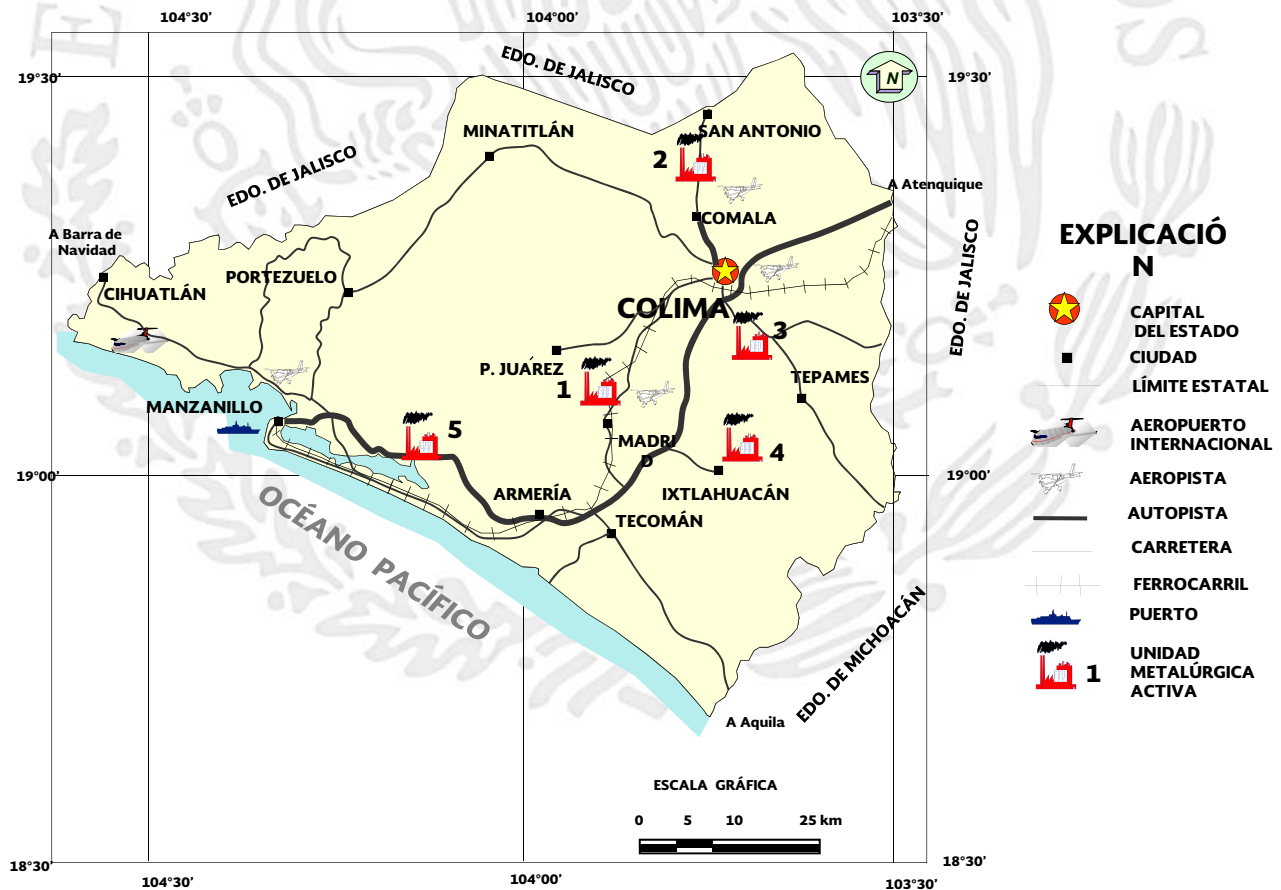 104°30’
104°00’
103°30’
19°30’
19°30’
EDO. DE JALISCO
N
MINATITLÁN
SAN ANTONIO
2
EDO. DE JALISCO
A Atenquique
COMALA
A Barra de
Navidad
EDO. DE JALISCO
PORTEZUELO
CIHUATLÁN
COLIMA
3
P. JUÁREZ
1
TEPAMES
MANZANILLO
5
MADRI
D
4
19°00’
19°00’
ARMERÍA
IXTLAHUACÁN
TECOMÁN
OCÉANO PACÍFICO
EDO. DE MICHOACÁN
A Aquila
ESCALA GRÁFICA
0 5 10 25 km
18°30’
18°30’
104°30’
104°00’
103°30’
EXPLICACIÓ
N
CAPITAL
DEL ESTADO
CIUDAD
LÍMITE ESTATAL
AEROPUERTO
INTERNACIONAL
AEROPISTA
AUTOPISTA
CARRETERA
FERROCARRIL
PUERTO
1
UNIDAD
METALÚRGICA
ACTIVA